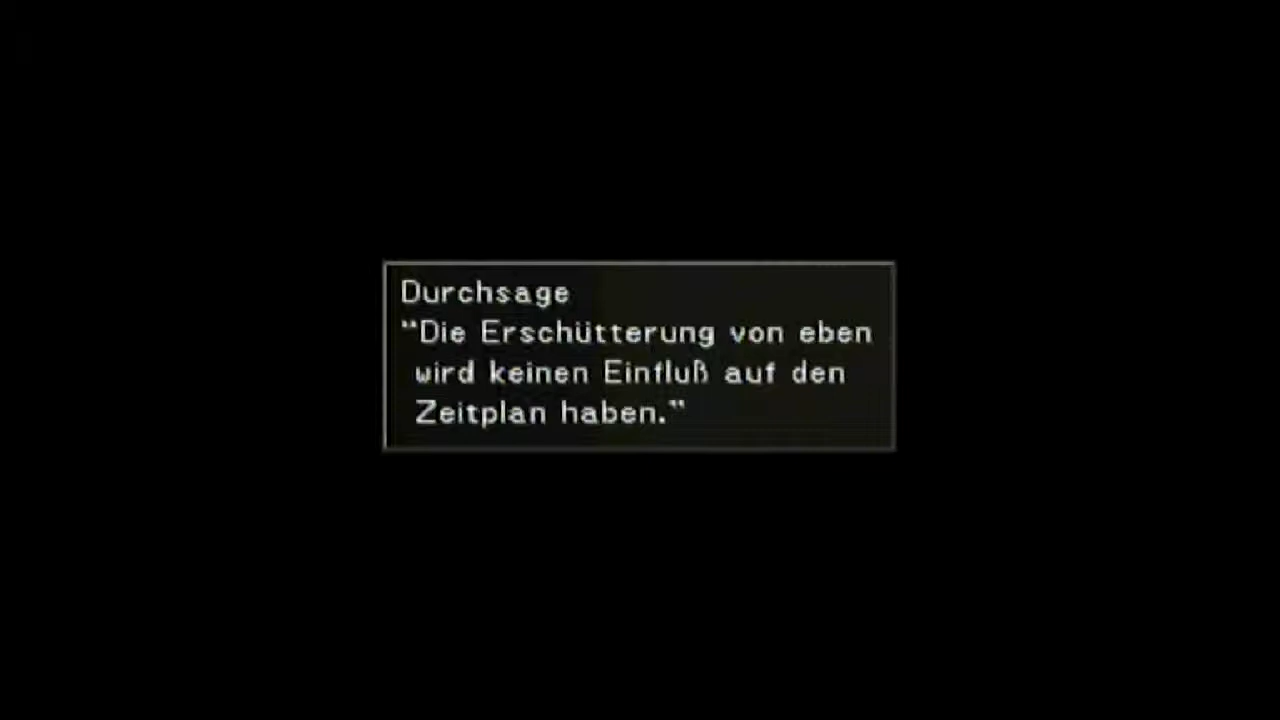 Durchsage
“Die Erschütterung von eben
wird keinen Einfluß auf den
Zeitplan haben.”